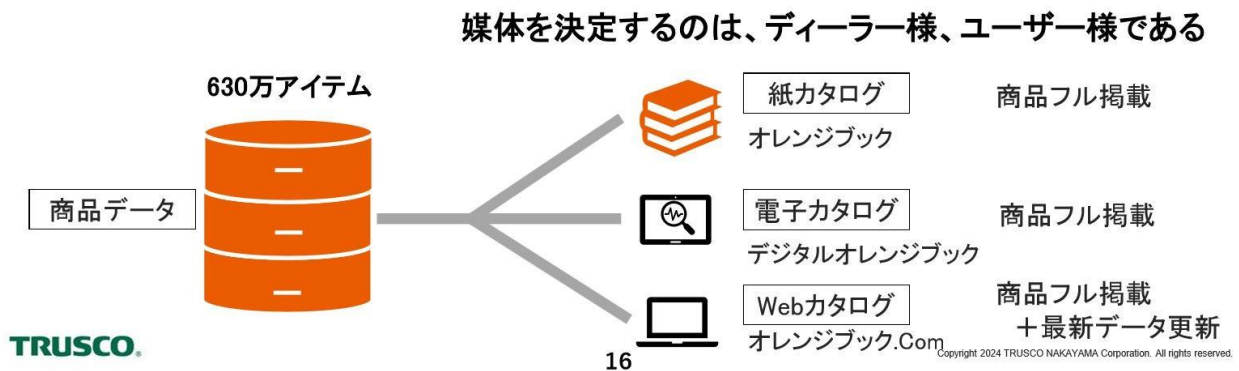 媒体を決定するのは、ディーラー様、ユーザー様である
630万アイテム
商品データ
紙カタログ
商品フル掲載
オレンジブック
電子カタログ
商品フル掲載
デジタルオレンジブック
Webカタログ
商品フル掲載
＋最新データ更新
オレンジブック.Com
TRUSCO.
16
Copyright 2024 TRUSCO NAKAYAMA Corporation. All rights reserved.